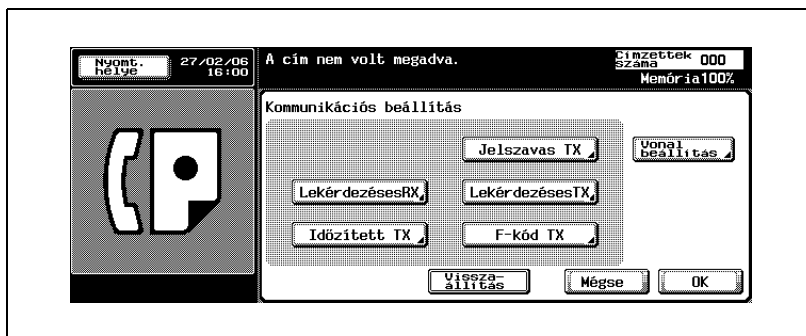 Nyomt. helye
27/02/06
16:00
A cím nem volt megadva.
Címzettek száma 000
Memória100%
Kommunikációs beállítás
Jelszavas TX
Vonal beállítás
LekérdezésesRX
LekérdezésesTX
Időzített TX
F-kód TX
Vissza-
állítás
Mégse
OK